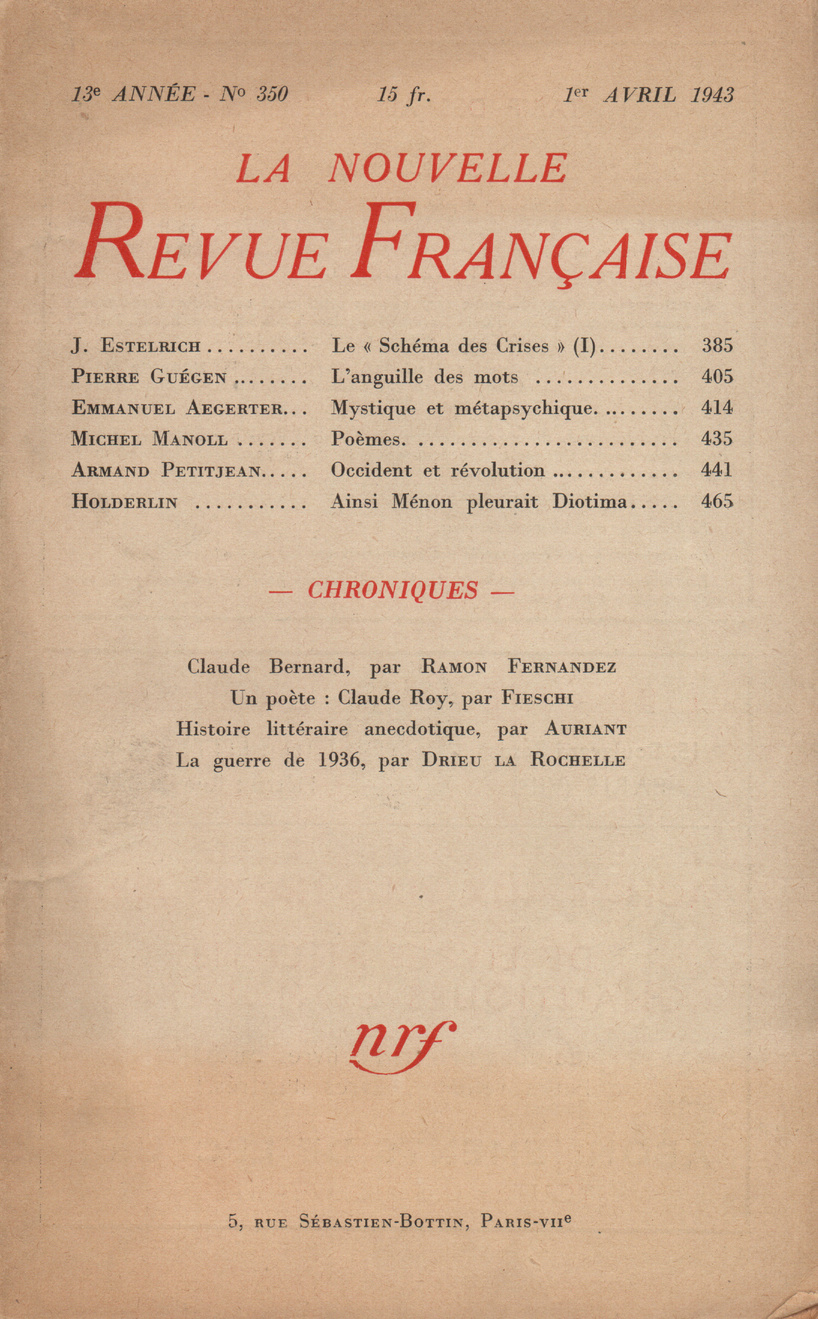 13e ANNÉE - No 350 15 fr. 1er AVRIL 1943
LA NOUVELLE
REVUE FRANÇAISE
J. ESTELRICH .......... Le « Schéma des Crises » (I)........ 385
PIERRE GUÉGEN ........ L'anguille des mots .............. 405
EMMANUEL AEGERTER... Mystique et métapsychique. ........ 414
MICHEL MANOLL ....... Poèmes. ......................... 435
ARMAND PETITJEAN..... Occident et révolution ............. 441
HOLDERLIN ........... Ainsi Ménon pleurait Diotima..... 465
— CHRONIQUES —
Claude Bernard, par RAMON FERNANDEZ
Un poète : Claude Roy, par FIESCHI
Histoire littéraire anecdotique, par AURIANT
La guerre de 1936, par DRIEU LA ROCHELLE
nrf
5, RUE SÉBASTIEN-BOTTIN, PARIS-VIIe